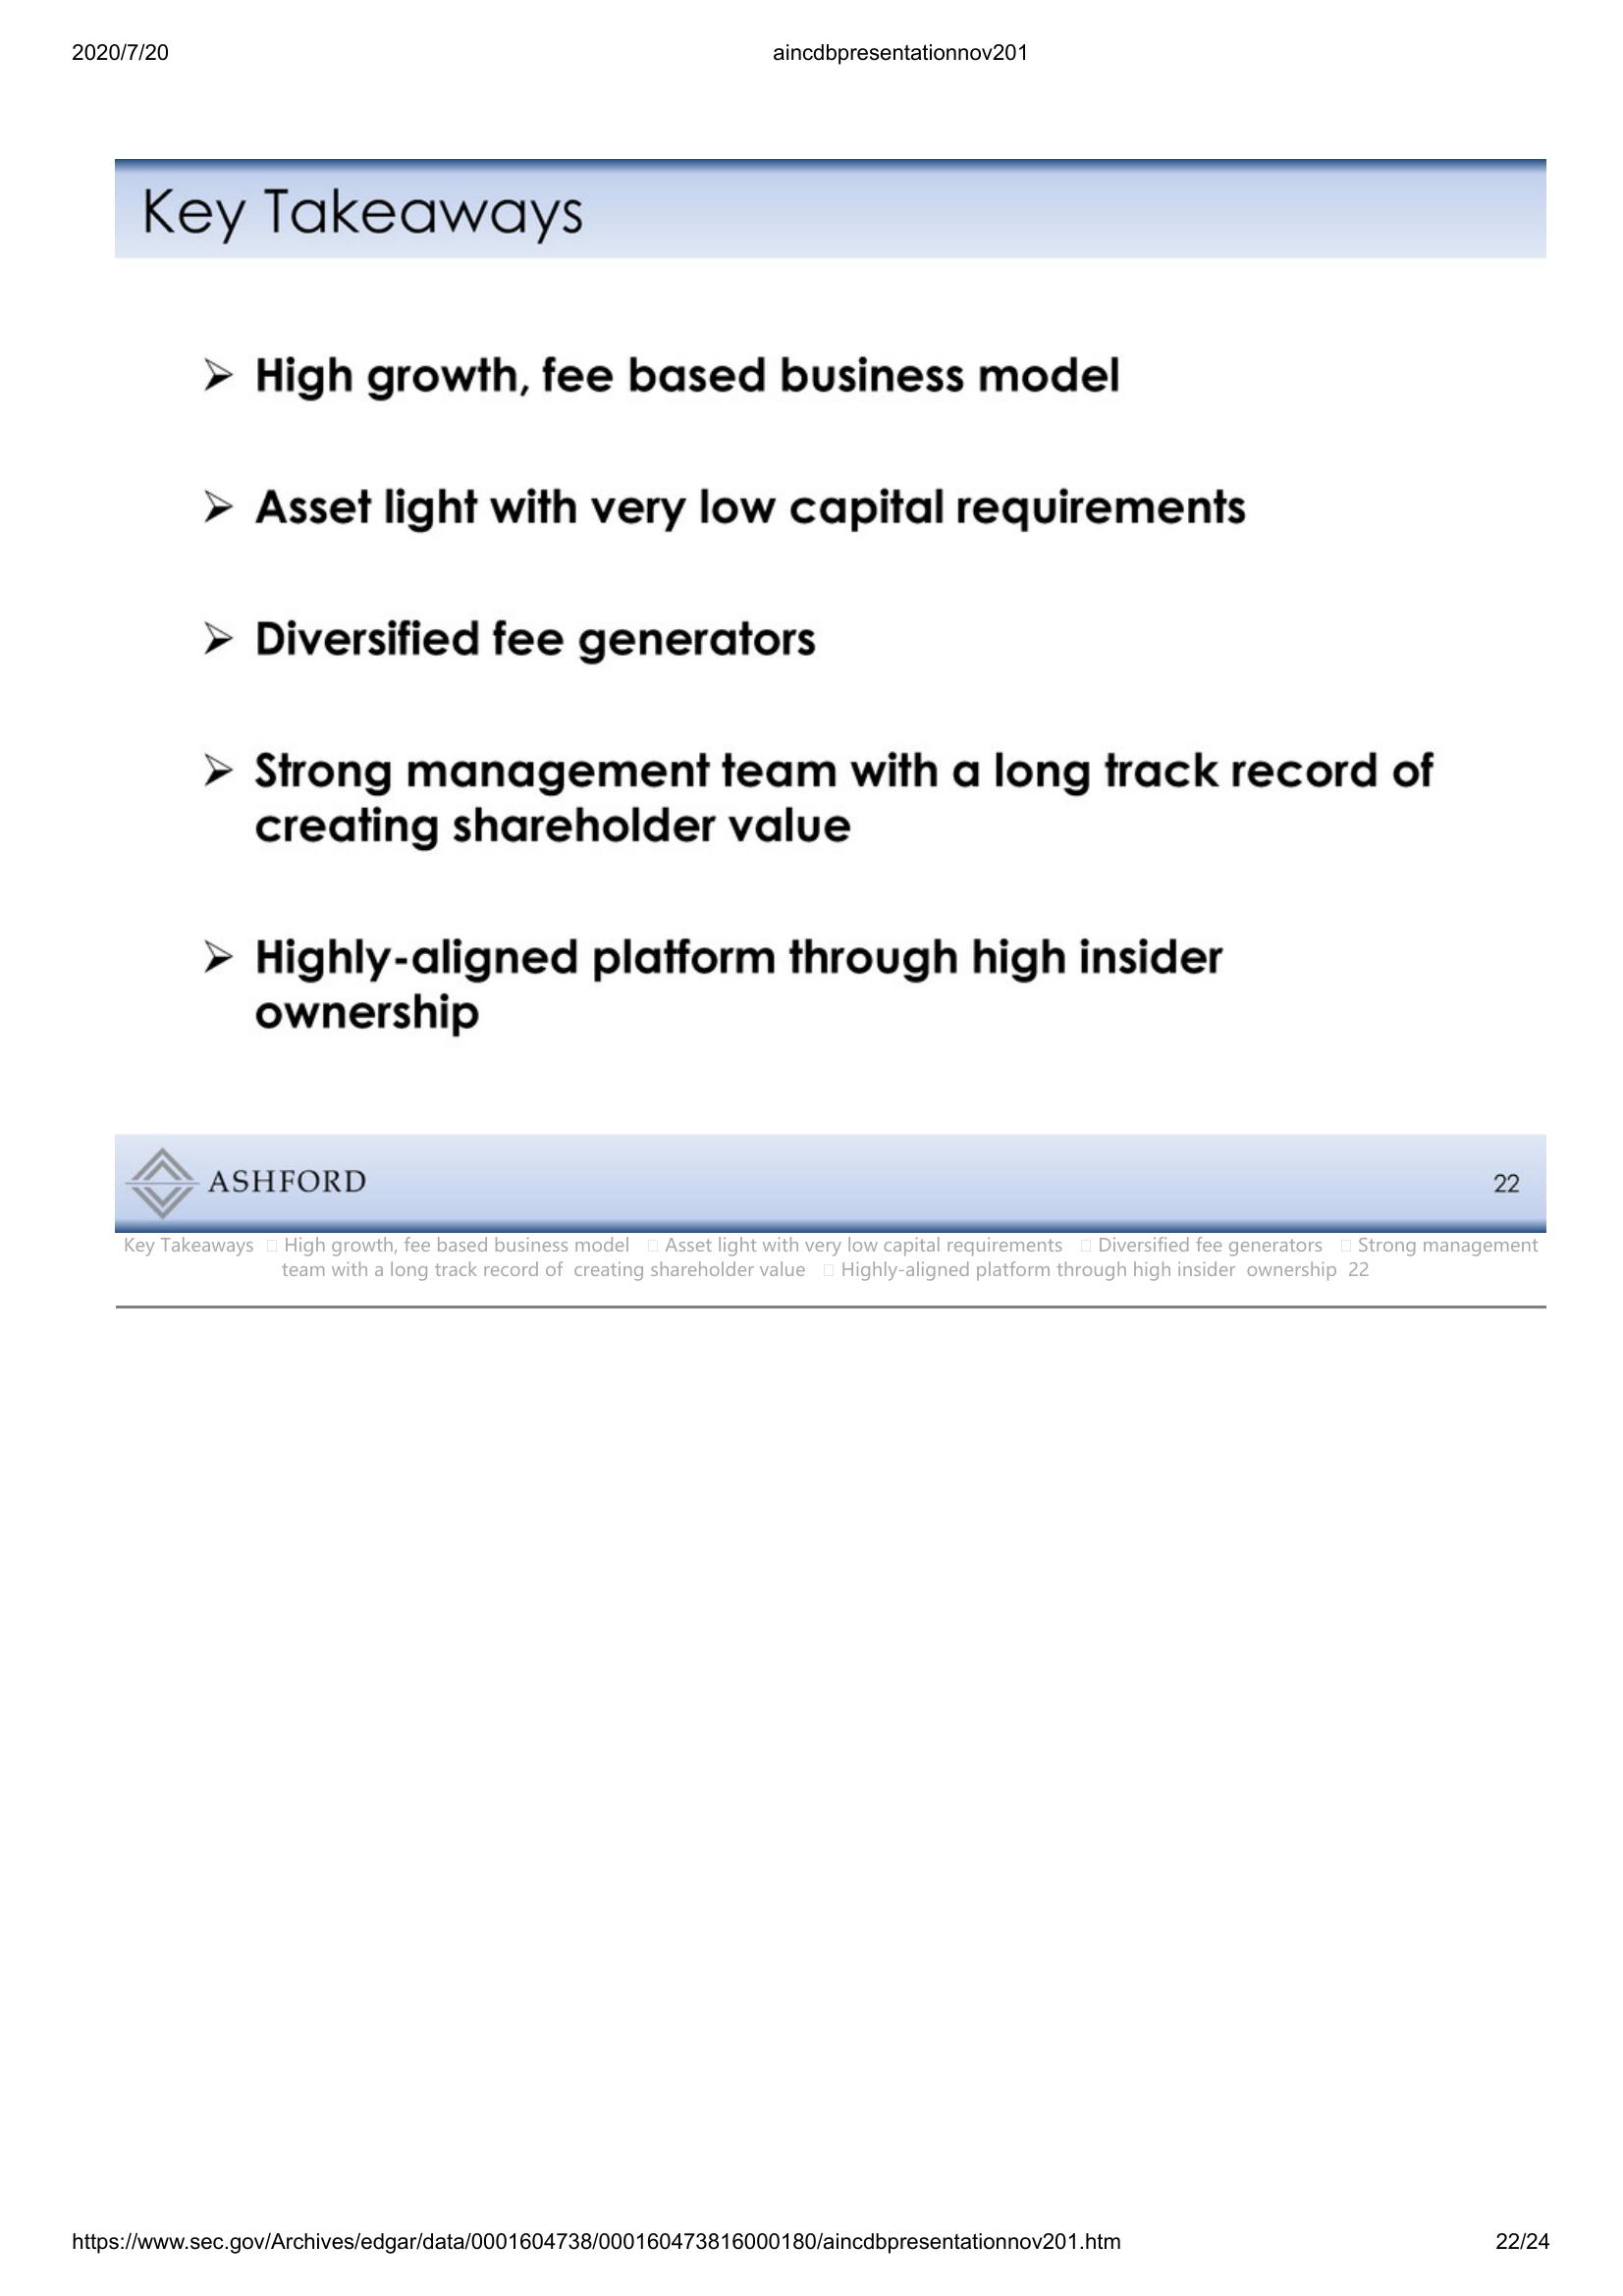 2020/7/20 aincdbpresentationnov201
Key Takeaways
➢ High growth, fee based business model
➢ Asset light with very low capital requirements
➢ Diversified fee generators
➢ Strong management team with a long track record of
creating shareholder value
➢ Highly-aligned platform through high insider
ownership
ASHFORD 22
Key Takeaways □ High growth, fee based business model □ Asset light with very low capital requirements □ Diversified fee generators □ Strong management
team with a long track record of creating shareholder value □ Highly-aligned platform through high insider ownership 22
https://www.sec.gov/Archives/edgar/data/0001604738/000160473816000180/aincdbpresentationnov201.htm 22/24